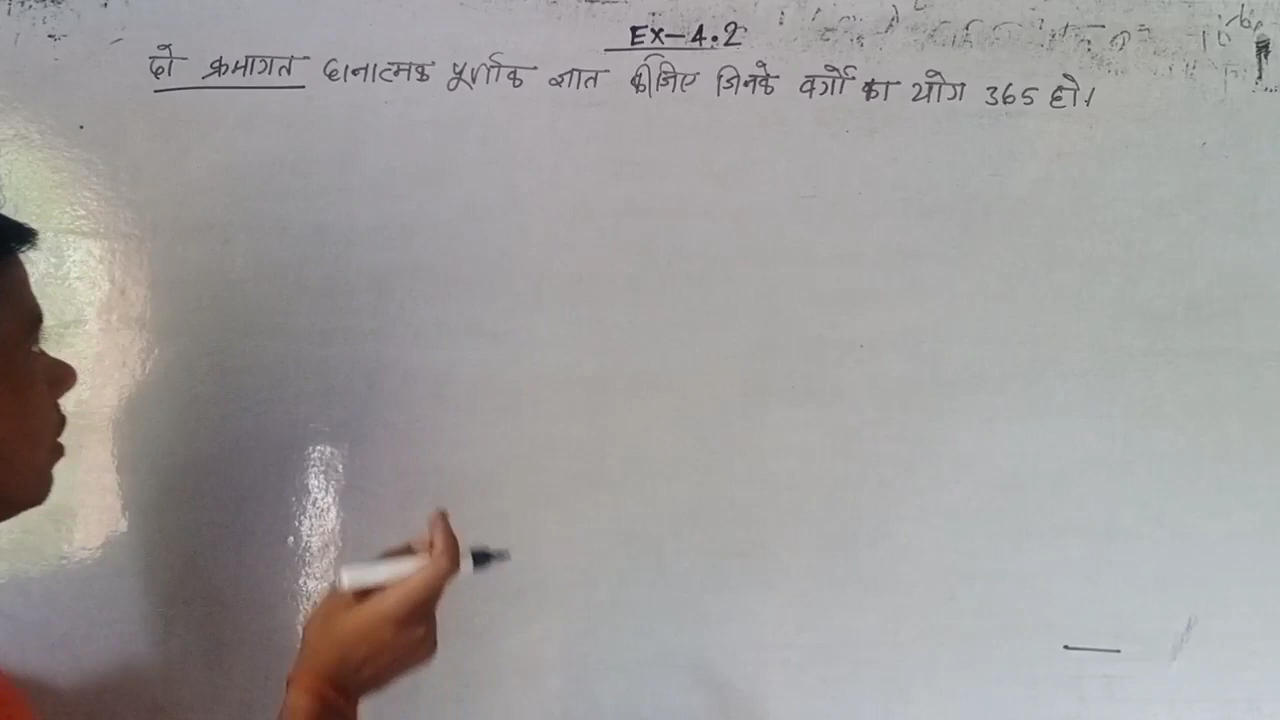 Ex-4.2
दो क्रमागत धनात्मक पूर्णांक ज्ञात कीजिए जिनके वर्गों का योग 365 हो।